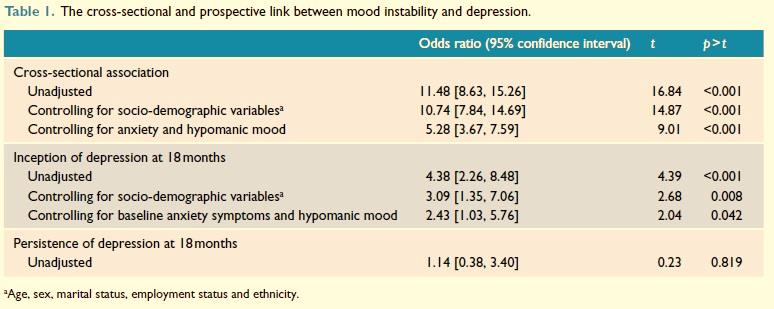 Table 1. The cross-sectional and prospective link between mood instability and depression.
Odds ratio (95% confidence interval) t p>t
Cross-sectional association
Unadjusted 11.48 [8.63, 15.26] 16.84 <0.001
Controlling for socio-demographic variablesᵃ 10.74 [7.84, 14.69] 14.87 <0.001
Controlling for anxiety and hypomanic mood 5.28 [3.67, 7.59] 9.01 <0.001
Inception of depression at 18 months
Unadjusted 4.38 [2.26, 8.48] 4.39 <0.001
Controlling for socio-demographic variablesᵃ 3.09 [1.35, 7.06] 2.68 0.008
Controlling for baseline anxiety symptoms and hypomanic mood 2.43 [1.03, 5.76] 2.04 0.042
Persistence of depression at 18 months
Unadjusted 1.14 [0.38, 3.40] 0.23 0.819
ᵃAge, sex, marital status, employment status and ethnicity.